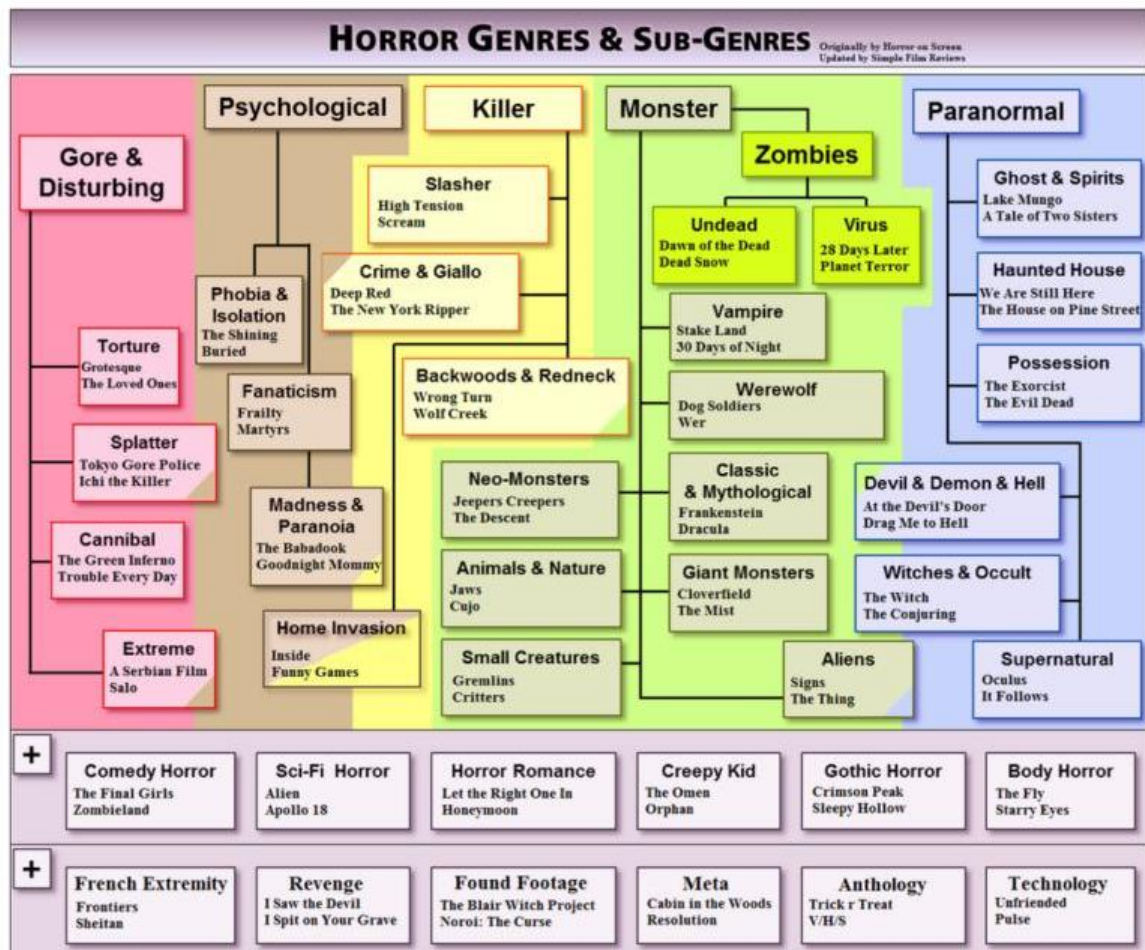 HORROR GENRES & SUB-GENRES
Originally by Horror on Screen
Updated by Simple Film Reviews
Gore &
Disturbing
Torture
Grotesque
The Loved Ones
Splatter
Tokyo Gore Police
Ichi the Killer
Cannibal
The Green Inferno
Trouble Every Day
Extreme
A Serbian Film
Salo
Psychological
Phobia &
Isolation
The Shining
Buried
Fanaticism
Frailty
Martyrs
Madness &
Paranoia
The Babadook
Goodnight Mommy
Killer
Slasher
High Tension
Scream
Crime & Giallo
Deep Red
The New York Ripper
Backwoods & Redneck
Wrong Turn
Wolf Creek
Home Invasion
Inside
Funny Games
Monster
Zombies
Undead
Dawn of the Dead
Dead Snow
Virus
28 Days Later
Planet Terror
Vampire
Stake Land
30 Days of Night
Werewolf
Dog Soldiers
Wer
Neo-Monsters
Jeepers Creepers
The Descent
Classic
& Mythological
Frankenstein
Dracula
Animals & Nature
Jaws
Cujo
Giant Monsters
Cloverfield
The Mist
Small Creatures
Gremlins
Critters
Aliens
Signs
The Thing
Paranormal
Ghost & Spirits
Lake Mungo
A Tale of Two Sisters
Haunted House
We Are Still Here
The House on Pine Street
Possession
The Exorcist
The Evil Dead
Devil & Demon & Hell
At the Devil's Door
Drag Me to Hell
Witches & Occult
The Witch
The Conjuring
Supernatural
Oculus
It Follows
+
Comedy Horror
The Final Girls
Zombieland
Sci-Fi Horror
Alien
Apollo 18
Horror Romance
Let the Right One In
Honeymoon
Creepy Kid
The Omen
Orphan
Gothic Horror
Crimson Peak
Sleepy Hollow
Body Horror
The Fly
Starry Eyes
+
French Extremity
Frontiers
Sheitan
Revenge
I Saw the Devil
I Spit on Your Grave
Found Footage
The Blair Witch Project
Noroi: The Curse
Meta
Cabin in the Woods
Resolution
Anthology
Trick r Treat
V/H/S
Technology
Unfriended
Pulse